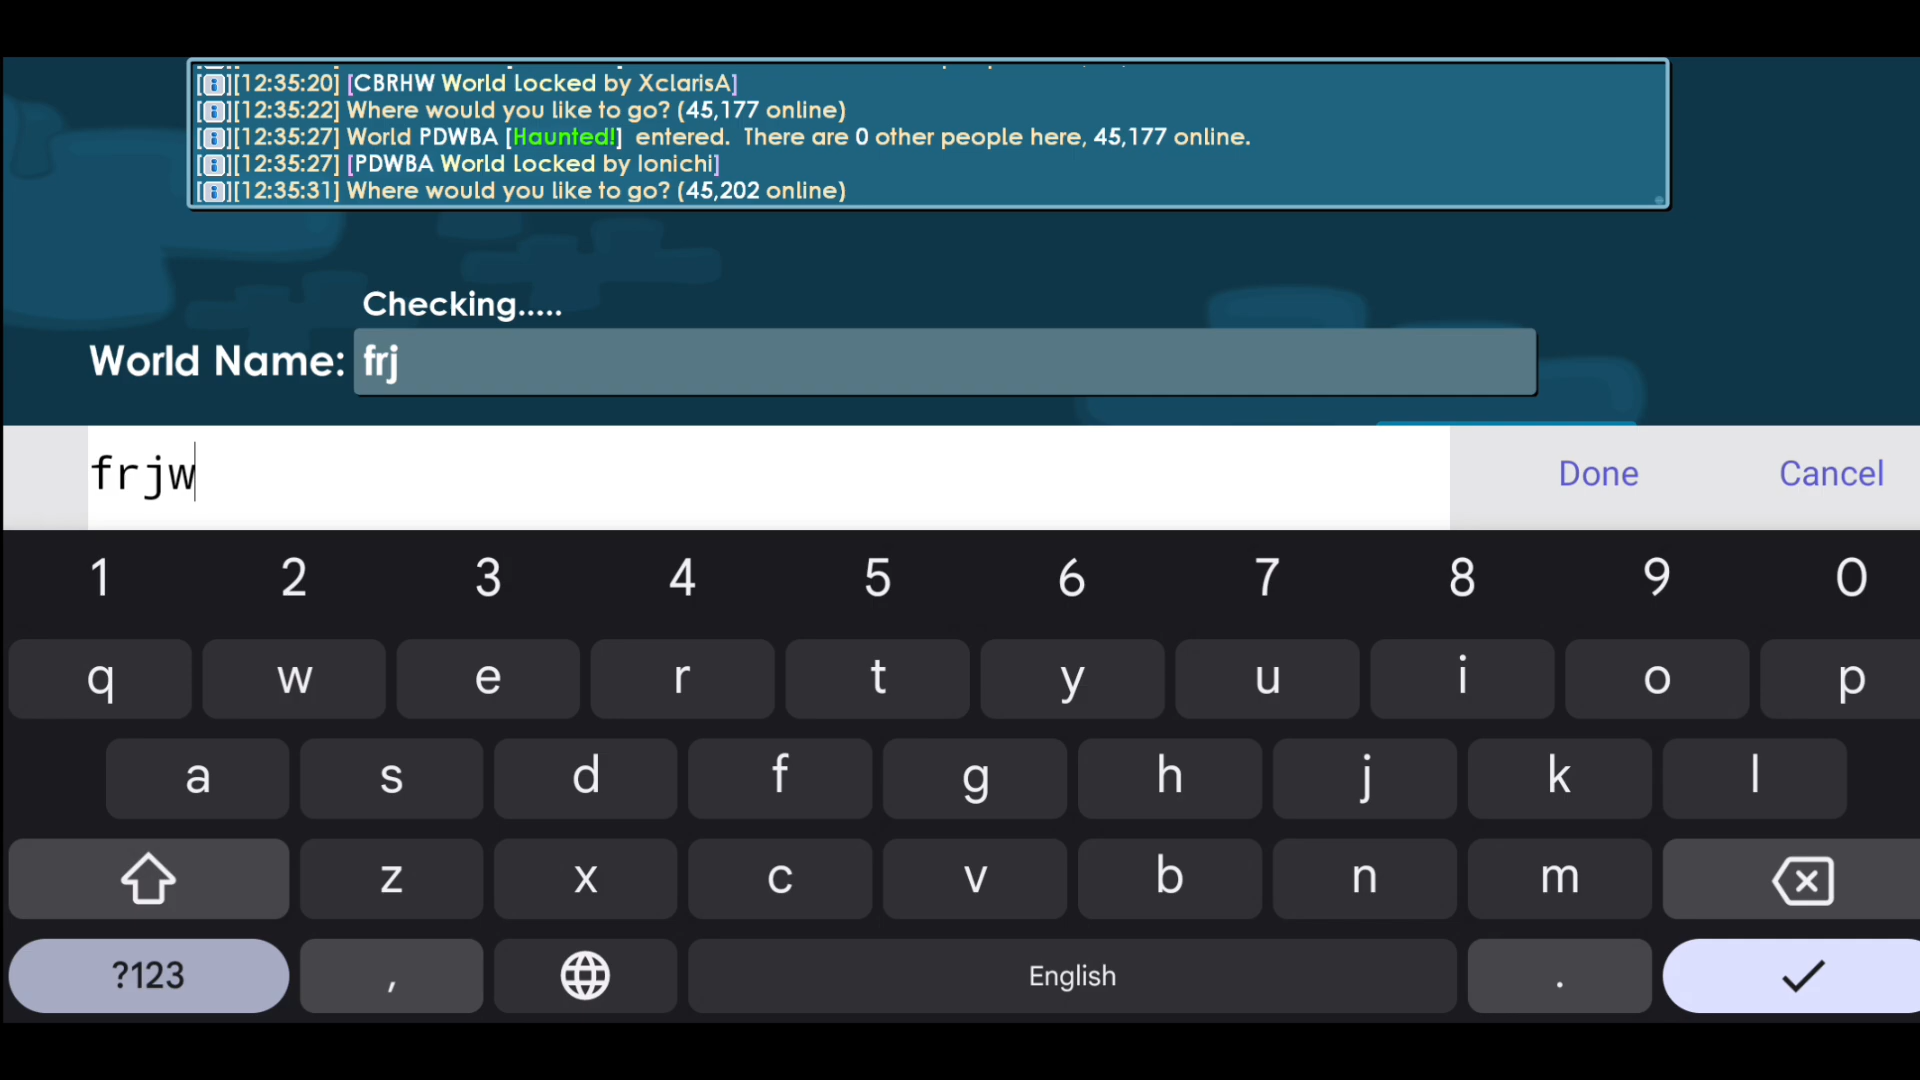 [i][12:35:20] [CBRHW World Locked by XclarisA]
[i][12:35:22] Where would you like to go? (45,177 online)
[i][12:35:27] World PDWBA [Haunted!] entered. There are 0 other people here, 45,177 online.
[i][12:35:27] [PDWBA World Locked by Ionichi]
[i][12:35:31] Where would you like to go? (45,202 online)
Checking.....
World Name: frj
frjw
Done Cancel
1 2 3 4 5 6 7 8 9 0
q w e r t y u i o p
a s d f g h j k l
z x c v b n m
?123 , English .